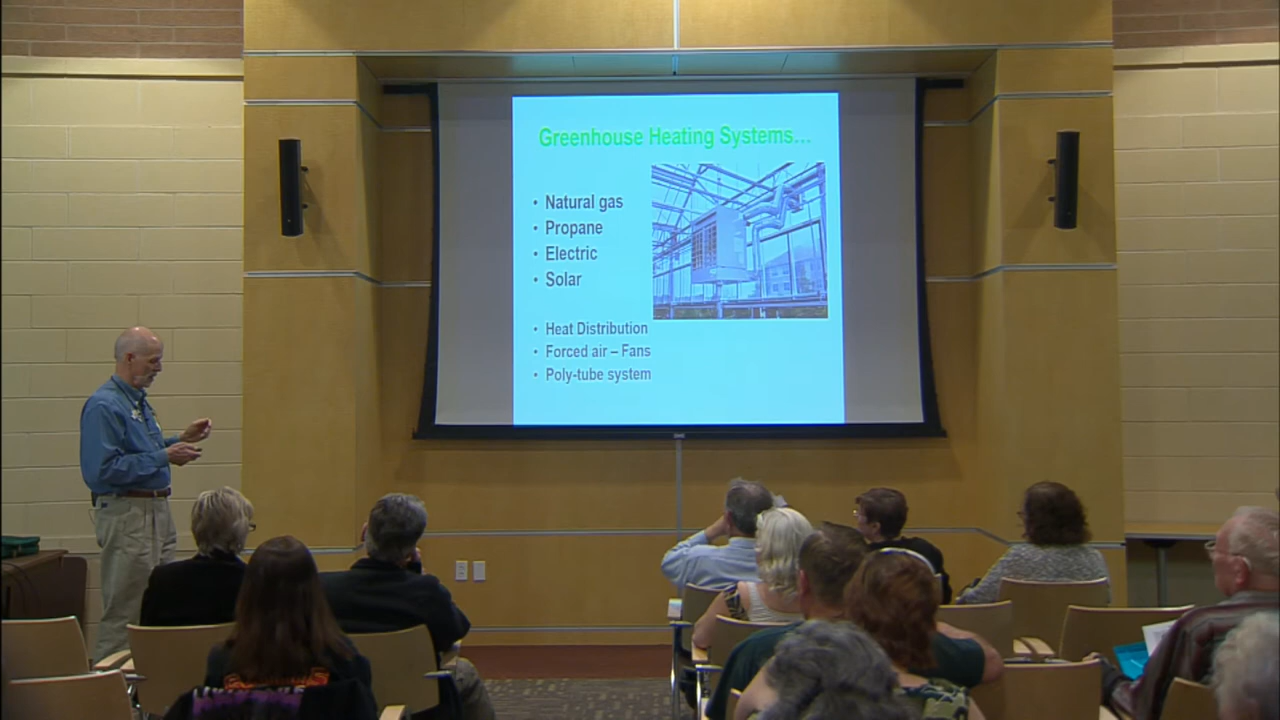 Greenhouse Heating Systems...
• Natural gas
• Propane
• Electric
• Solar
• Heat Distribution
• Forced air – Fans
• Poly-tube system